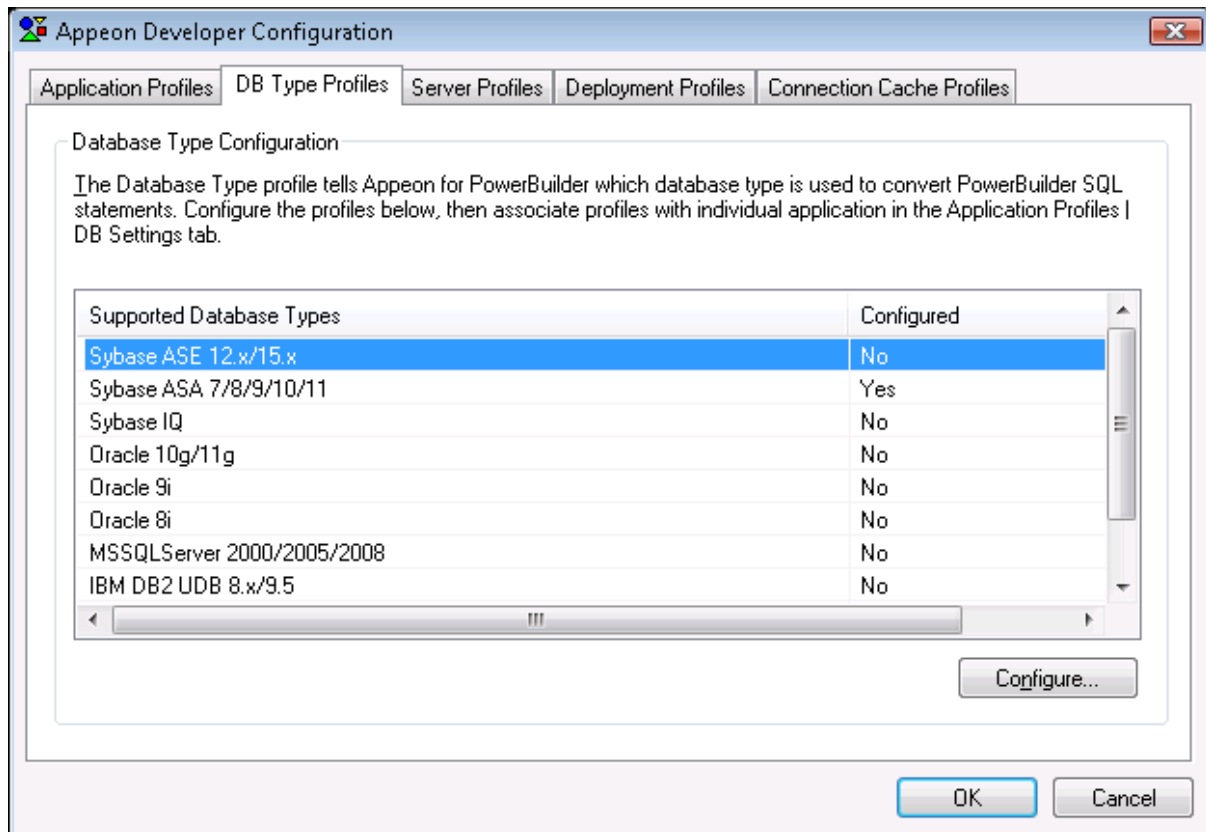 Appeon Developer Configuration
Application Profiles DB Type Profiles Server Profiles Deployment Profiles Connection Cache Profiles
Database Type Configuration
The Database Type profile tells Appeon for PowerBuilder which database type is used to convert PowerBuilder SQL
statements. Configure the profiles below, then associate profiles with individual application in the Application Profiles |
DB Settings tab.
Supported Database Types Configured
Sybase ASE 12.x/15.x No
Sybase ASA 7/8/9/10/11 Yes
Sybase IQ No
Oracle 10g/11g No
Oracle 9i No
Oracle 8i No
MSSQLServer 2000/2005/2008 No
IBM DB2 UDB 8.x/9.5 No
Configure...
OK Cancel